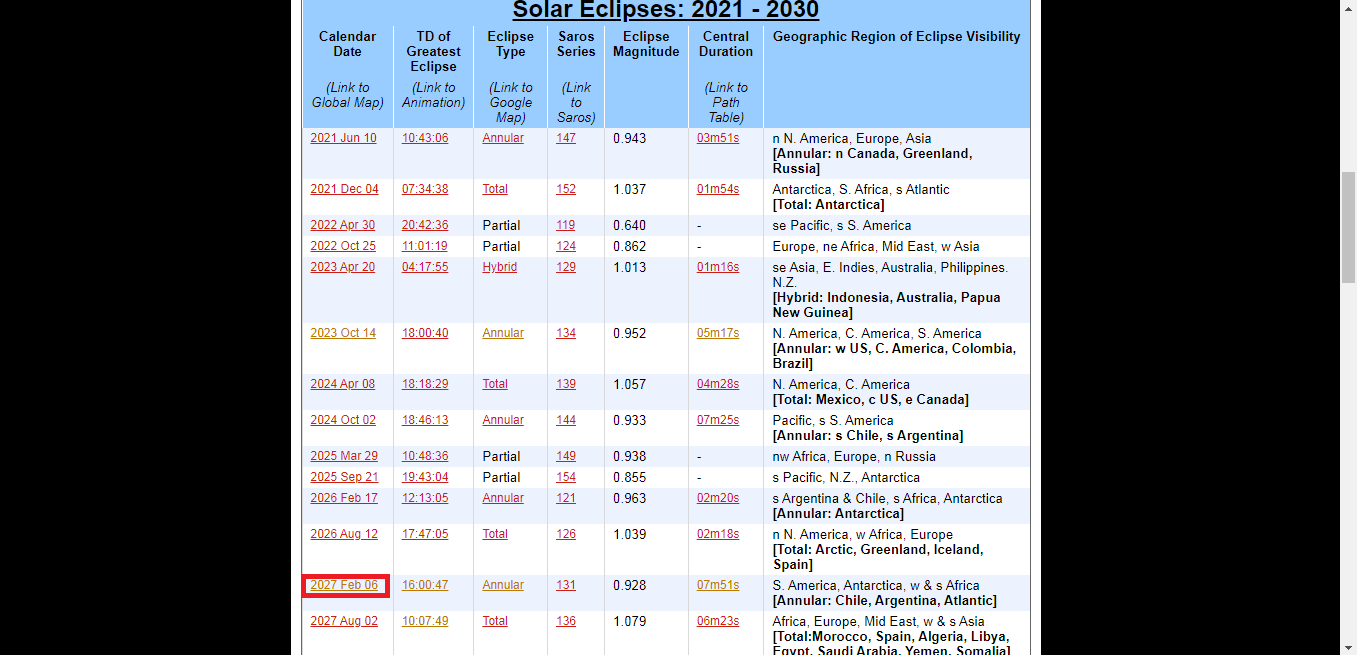 Solar Eclipses: 2021 - 2030
Calendar Date (Link to Global Map) TD of Greatest Eclipse (Link to Animation) Eclipse Type (Link to Google Map) Saros Series (Link to Saros) Eclipse Magnitude Central Duration (Link to Path Table) Geographic Region of Eclipse Visibility
2021 Jun 10 10:43:06 Annular 147 0.943 03m51s n N. America, Europe, Asia
[Annular: n Canada, Greenland,
Russia]
2021 Dec 04 07:34:38 Total 152 1.037 01m54s Antarctica, S. Africa, s Atlantic
[Total: Antarctica]
2022 Apr 30 20:42:36 Partial 119 0.640 - se Pacific, s S. America
2022 Oct 25 11:01:19 Partial 124 0.862 - Europe, ne Africa, Mid East, w Asia
2023 Apr 20 04:17:55 Hybrid 129 1.013 01m16s se Asia, E. Indies, Australia, Philippines.
N.Z.
[Hybrid: Indonesia, Australia, Papua
New Guinea]
2023 Oct 14 18:00:40 Annular 134 0.952 05m17s N. America, C. America, S. America
[Annular: w US, C. America, Colombia,
Brazil]
2024 Apr 08 18:18:29 Total 139 1.057 04m28s N. America, C. America
[Total: Mexico, c US, e Canada]
2024 Oct 02 18:46:13 Annular 144 0.933 07m25s Pacific, s S. America
[Annular: s Chile, s Argentina]
2025 Mar 29 10:48:36 Partial 149 0.938 - nw Africa, Europe, n Russia
2025 Sep 21 19:43:04 Partial 154 0.855 - s Pacific, N.Z., Antarctica
2026 Feb 17 12:13:05 Annular 121 0.963 02m20s s Argentina & Chile, s Africa, Antarctica
[Annular: Antarctica]
2026 Aug 12 17:47:05 Total 126 1.039 02m18s n N. America, w Africa, Europe
[Total: Arctic, Greenland, Iceland,
Spain]
2027 Feb 06 16:00:47 Annular 131 0.928 07m51s S. America, Antarctica, w & s Africa
[Annular: Chile, Argentina, Atlantic]
2027 Aug 02 10:07:49 Total 136 1.079 06m23s Africa, Europe, Mid East, w & s Asia
[Total:Morocco, Spain, Algeria, Libya,
Egypt, Saudi Arabia, Yemen, Somalia]